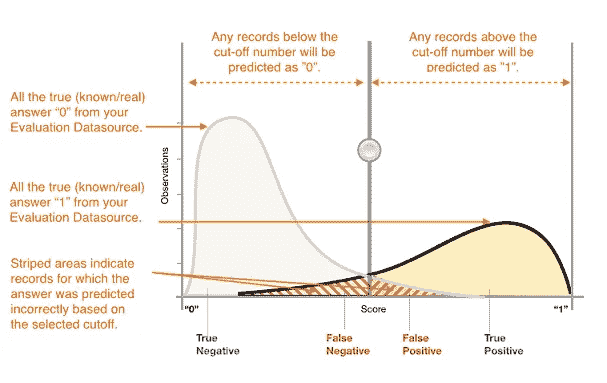 Any records below the
cut-off number will be
predicted as "0".
Any records above the
cut-off number will be
predicted as "1".
All the true (known/real)
answer “0” from your
Evaluation Datasource.
All the true (known/real)
answer “1” from your
Evaluation Datasource.
Striped areas indicate
records for which the
answer was predicted
incorrectly based on
the selected cutoff.
Observations
“0”
Score
“1”
True
Negative
False
Negative
False
Positive
True
Positive